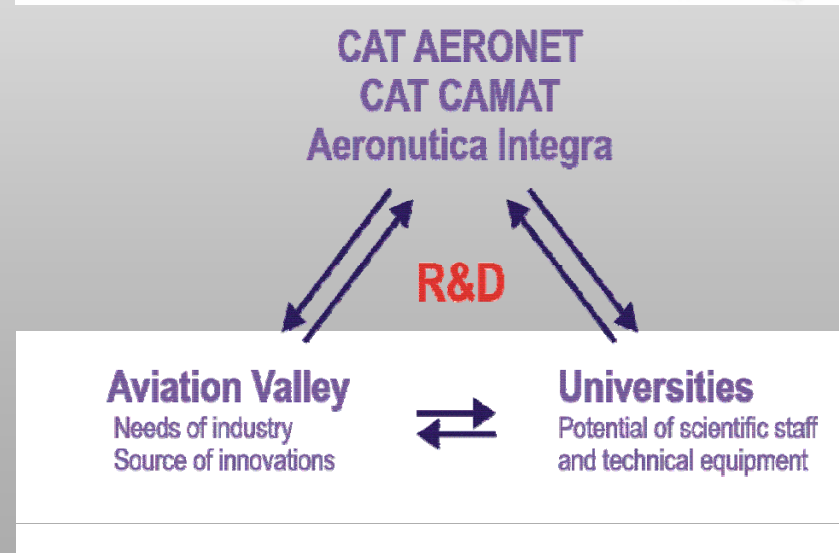 CAT AERONET
CAT CAMAT
Aeronutica Integra
R&D
Aviation Valley
Needs of industry
Source of innovations
Universities
Potential of scientific staff
and technical equipment